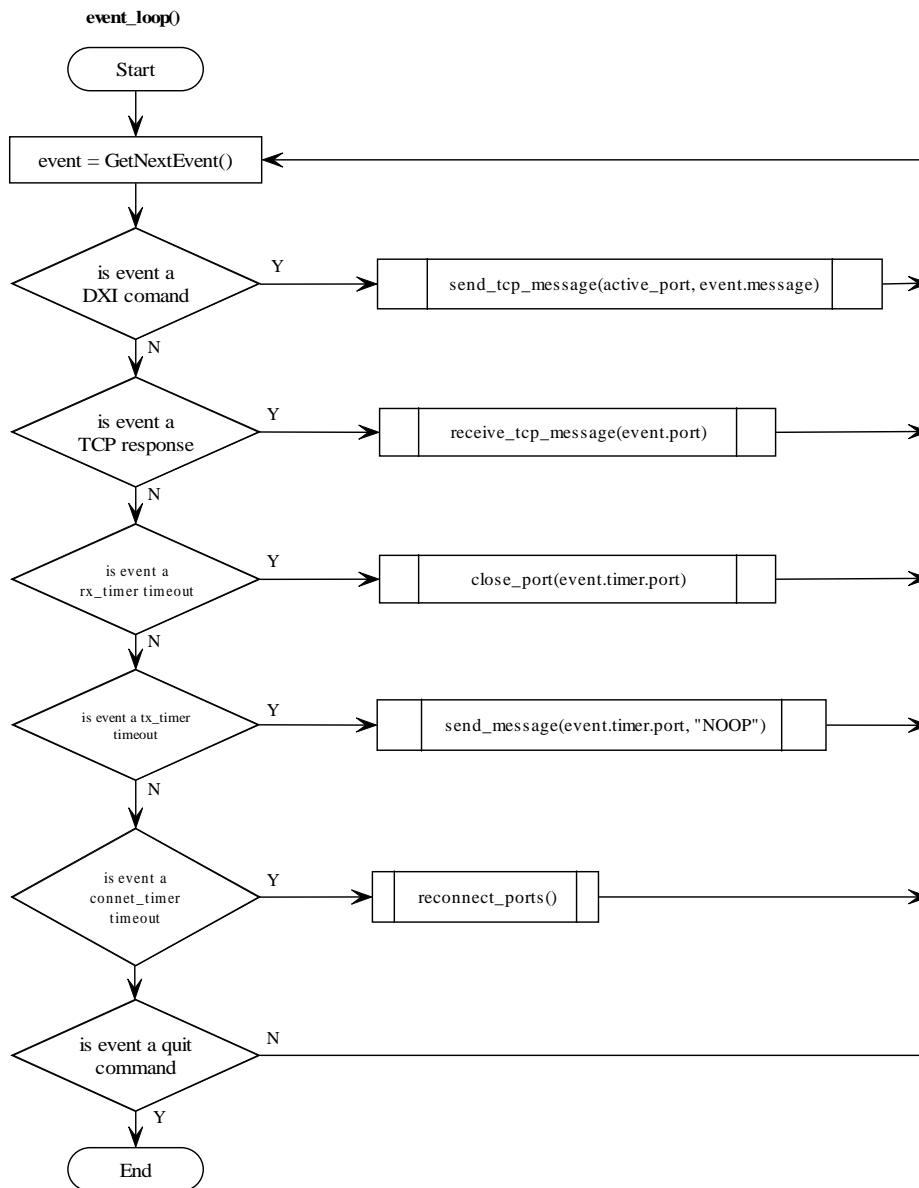 event_loop()
Start
event = GetNextEvent()
is event a
DXI comand
Y
send_tcp_message(active_port, event.message)
N
is event a
TCP response
Y
receive_tcp_message(event.port)
N
is event a
rx_timer timeout
Y
close_port(event.timer.port)
N
is event a tx_timer
timeout
Y
send_message(event.timer.port, "NOOP")
N
is event a
connet_timer
timeout
Y
reconnect_ports()
is event a quit
command
N
Y
End